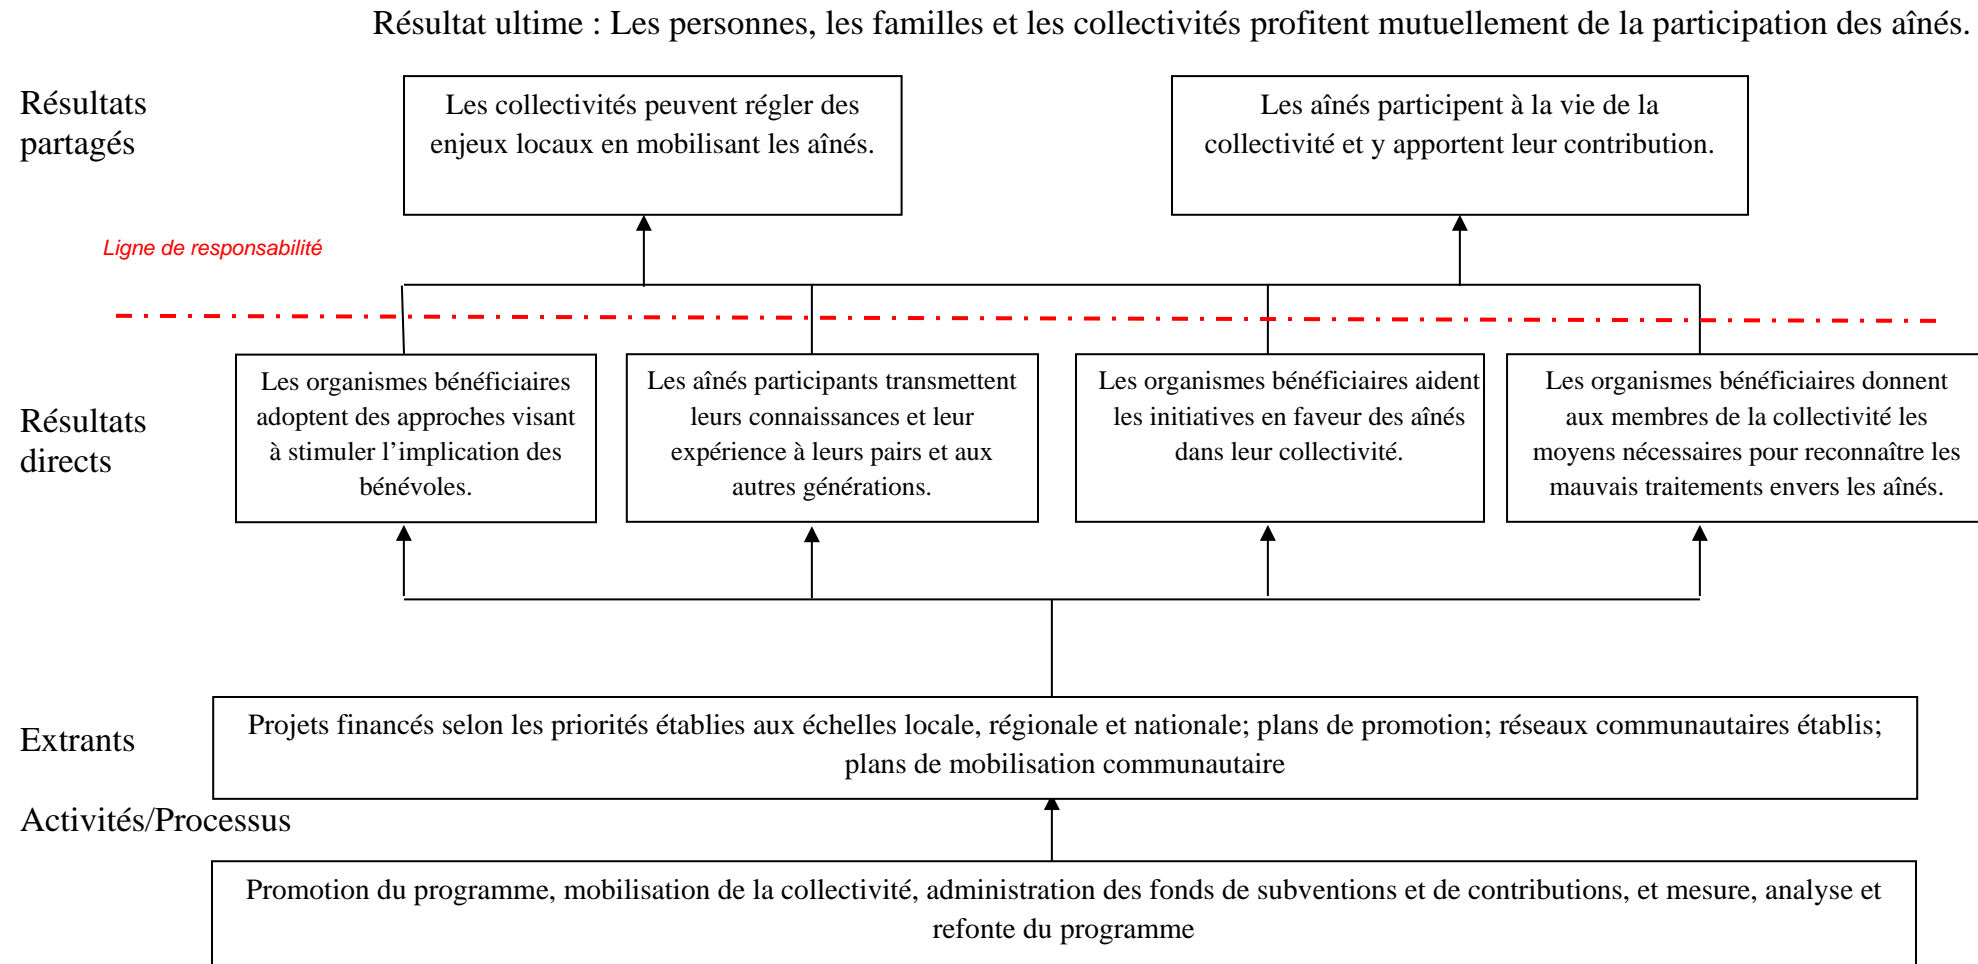 Résultat ultime : Les personnes, les familles et les collectivités profitent mutuellement de la participation des aînés.
Résultats
partagés
Les collectivités peuvent régler des
enjeux locaux en mobilisant les aînés.
Les aînés participent à la vie de la
collectivité et y apportent leur contribution.
Ligne de responsabilité
Résultats
directs
Les organismes bénéficiaires
adoptent des approches visant
à stimuler l’implication des
bénévoles.
Les aînés participants transmettent
leurs connaissances et leur
expérience à leurs pairs et aux
autres générations.
Les organismes bénéficiaires aident
les initiatives en faveur des aînés
dans leur collectivité.
Les organismes bénéficiaires donnent
aux membres de la collectivité les
moyens nécessaires pour reconnaître les
mauvais traitements envers les aînés.
Extrants
Projets financés selon les priorités établies aux échelles locale, régionale et nationale; plans de promotion; réseaux communautaires établis;
plans de mobilisation communautaire
Activités/Processus
Promotion du programme, mobilisation de la collectivité, administration des fonds de subventions et de contributions, et mesure, analyse et
refonte du programme